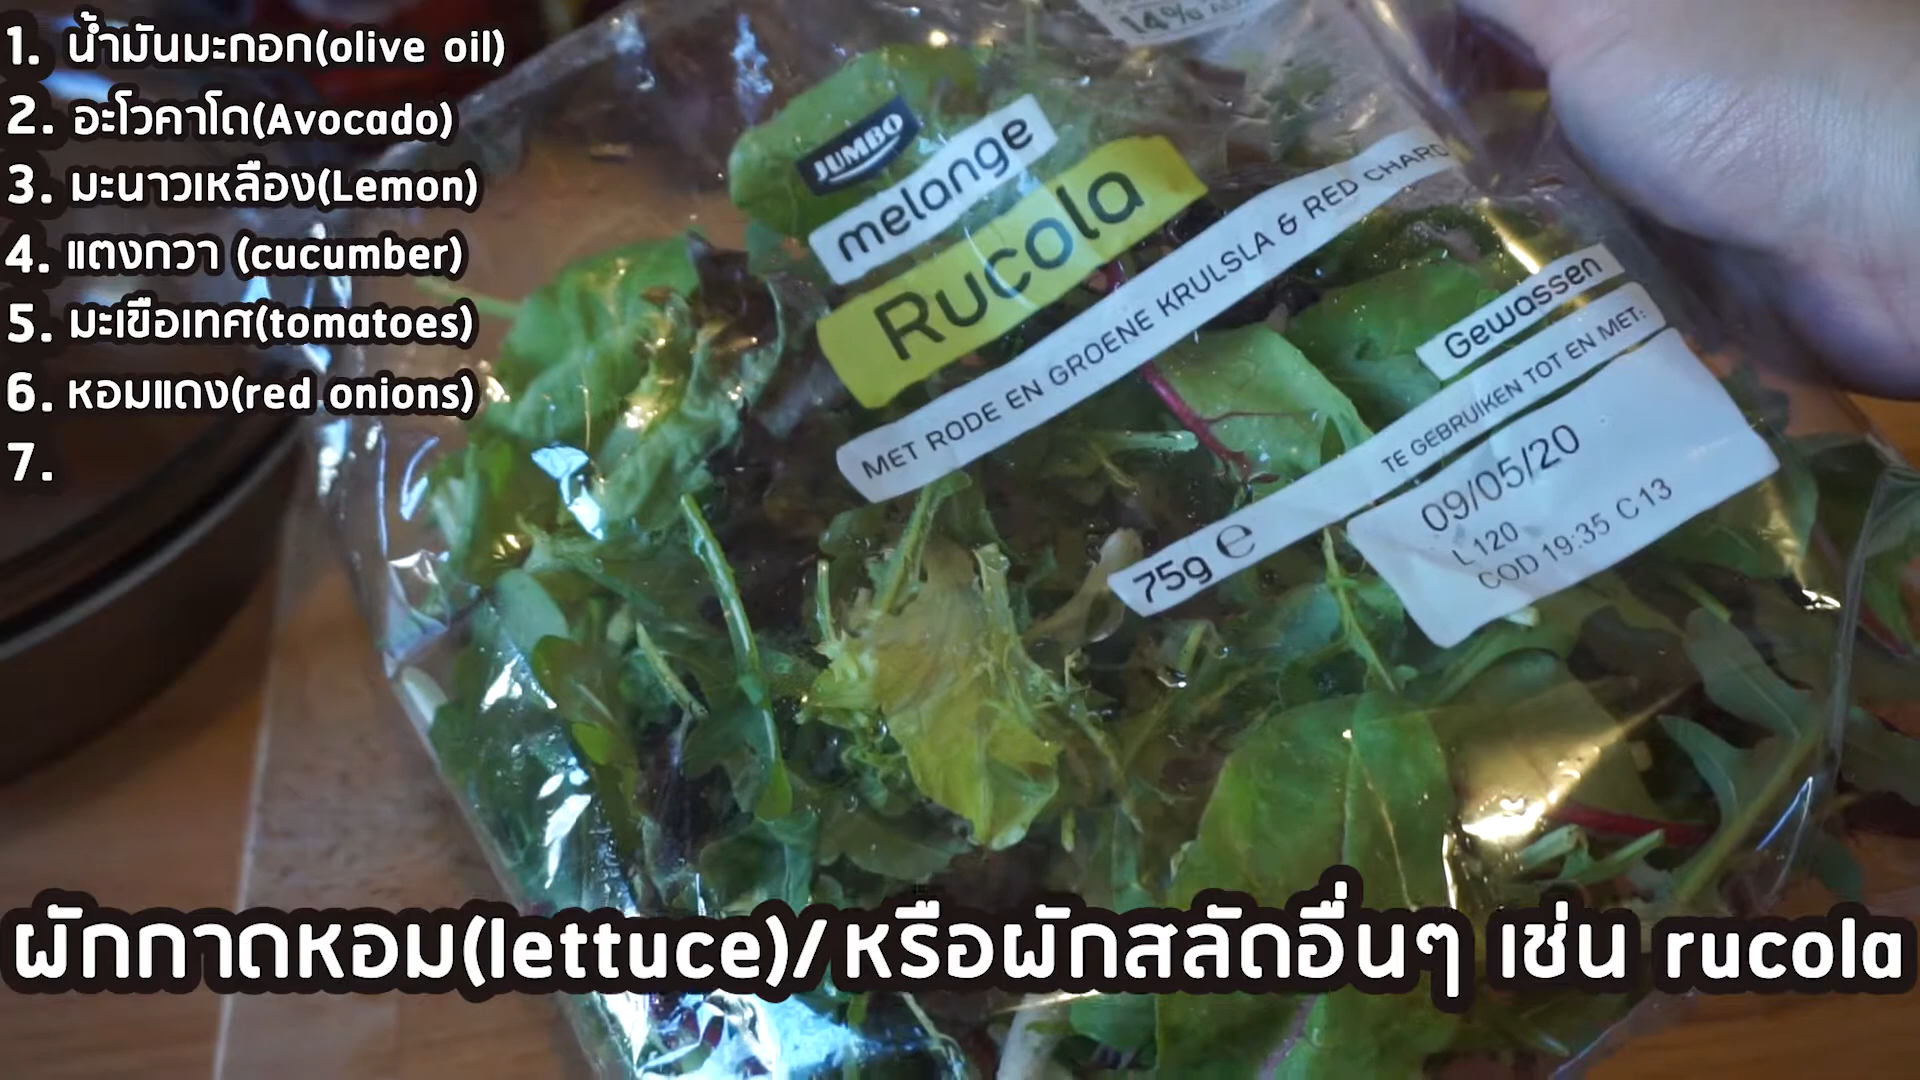 1. น้ำมันมะกอก(olive oil)
2. อะโวคาโด(Avocado)
3. มะนาวเหลือง(Lemon)
4. แตงกวา (cucumber)
5. มะเขือเทศ(tomatoes)
6. หอมแดง(red onions)
7.
14%
JUMBO
melange
Rucola
MET RODE EN GROENE KRULSLA & RED CHARD
Gewassen
TE GEBRUIKEN TOT EN MET:
75g e
09/05/20
L 120
COD 19:35 C13
ผักกาดหอม(lettuce)/หรือผักสลัดอื่นๆ เช่น rucola